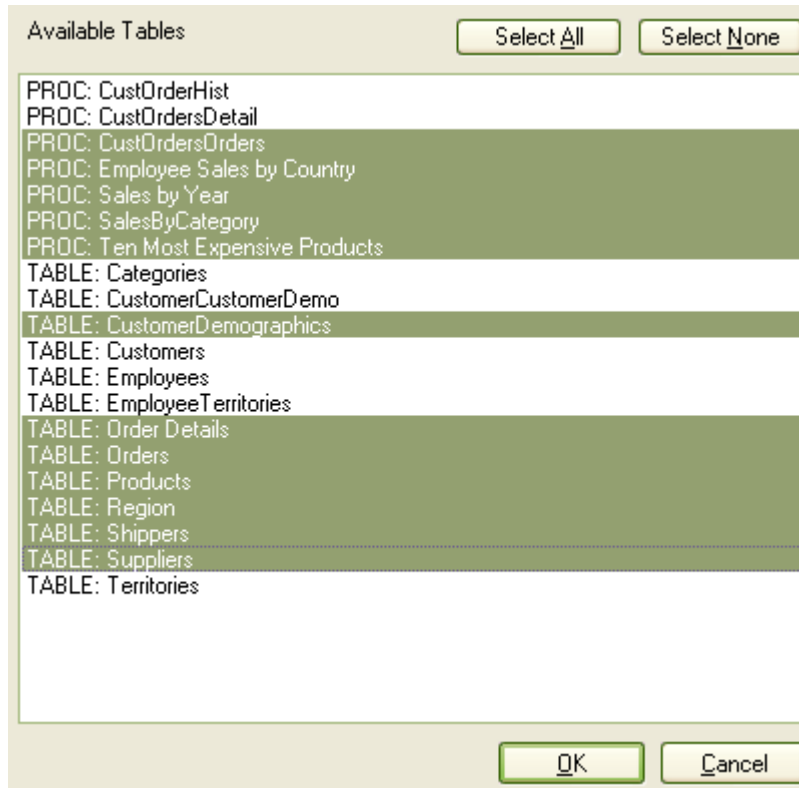 Available Tables
Select All
Select None
PROC: CustOrderHist
PROC: CustOrdersDetail
PROC: CustOrdersOrders
PROC: Employee Sales by Country
PROC: Sales by Year
PROC: SalesByCategory
PROC: Ten Most Expensive Products
TABLE: Categories
TABLE: CustomerCustomerDemo
TABLE: CustomerDemographics
TABLE: Customers
TABLE: Employees
TABLE: EmployeeTerritories
TABLE: Order Details
TABLE: Orders
TABLE: Products
TABLE: Region
TABLE: Shippers
TABLE: Suppliers
TABLE: Territories
OK
Cancel